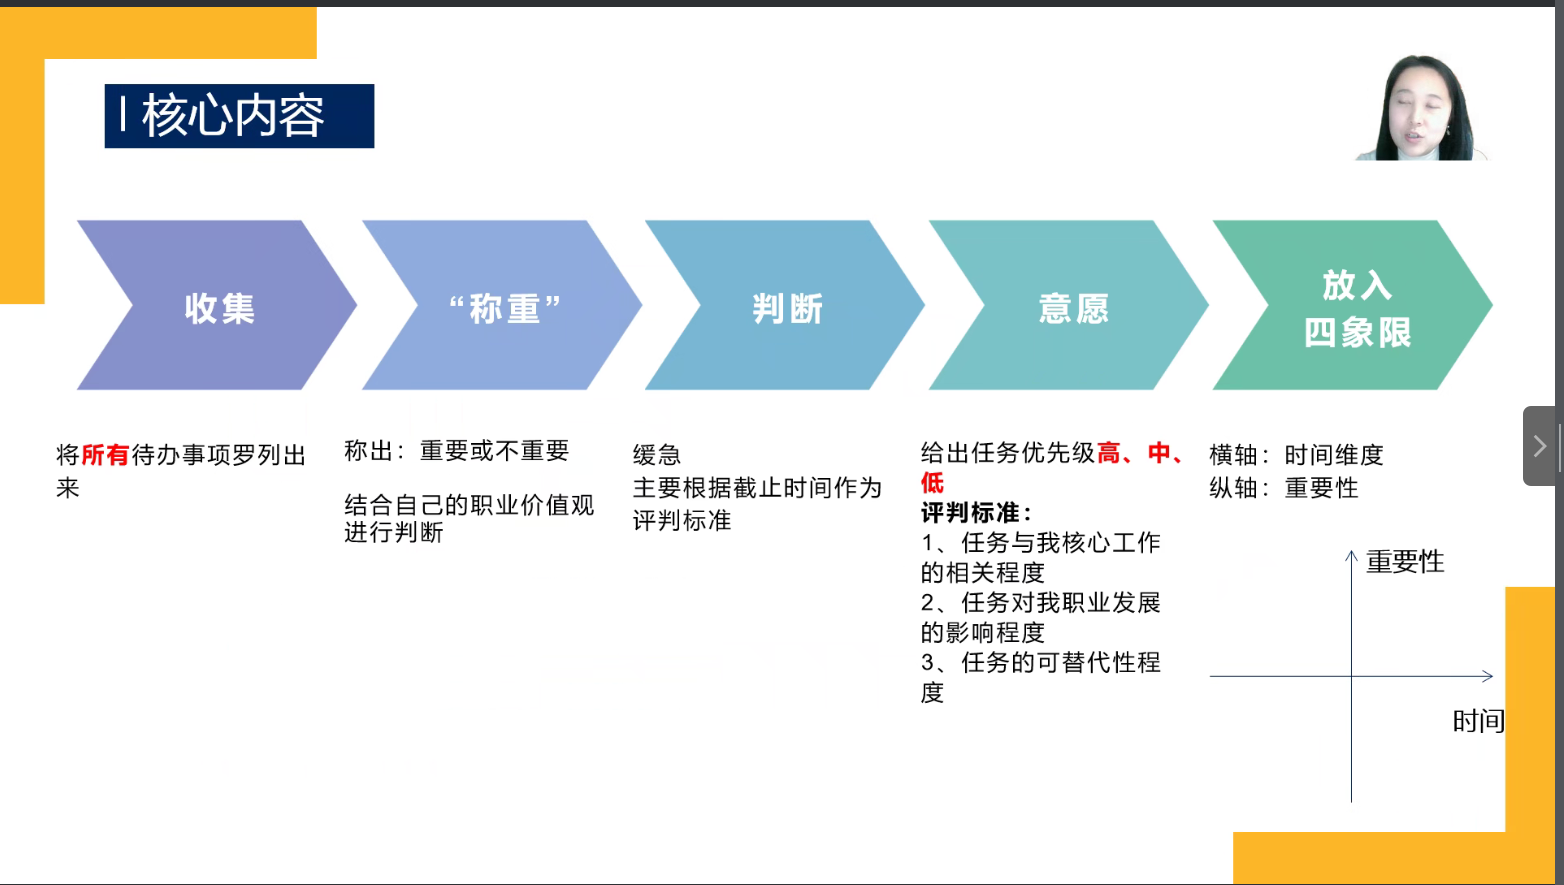 核心内容
收集
“称重”
判断
意愿
放入
四象限
将所有待办事项罗列出
来
称出：重要或不重要
结合自己的职业价值观
进行判断
缓急
主要根据截止时间作为
评判标准
给出任务优先级高、中、
低
评判标准：
1、任务与我核心工作
的相关程度
2、任务对我职业发展
的影响程度
3、任务的可替代性程
度
横轴：时间维度
纵轴：重要性
重要性
时间